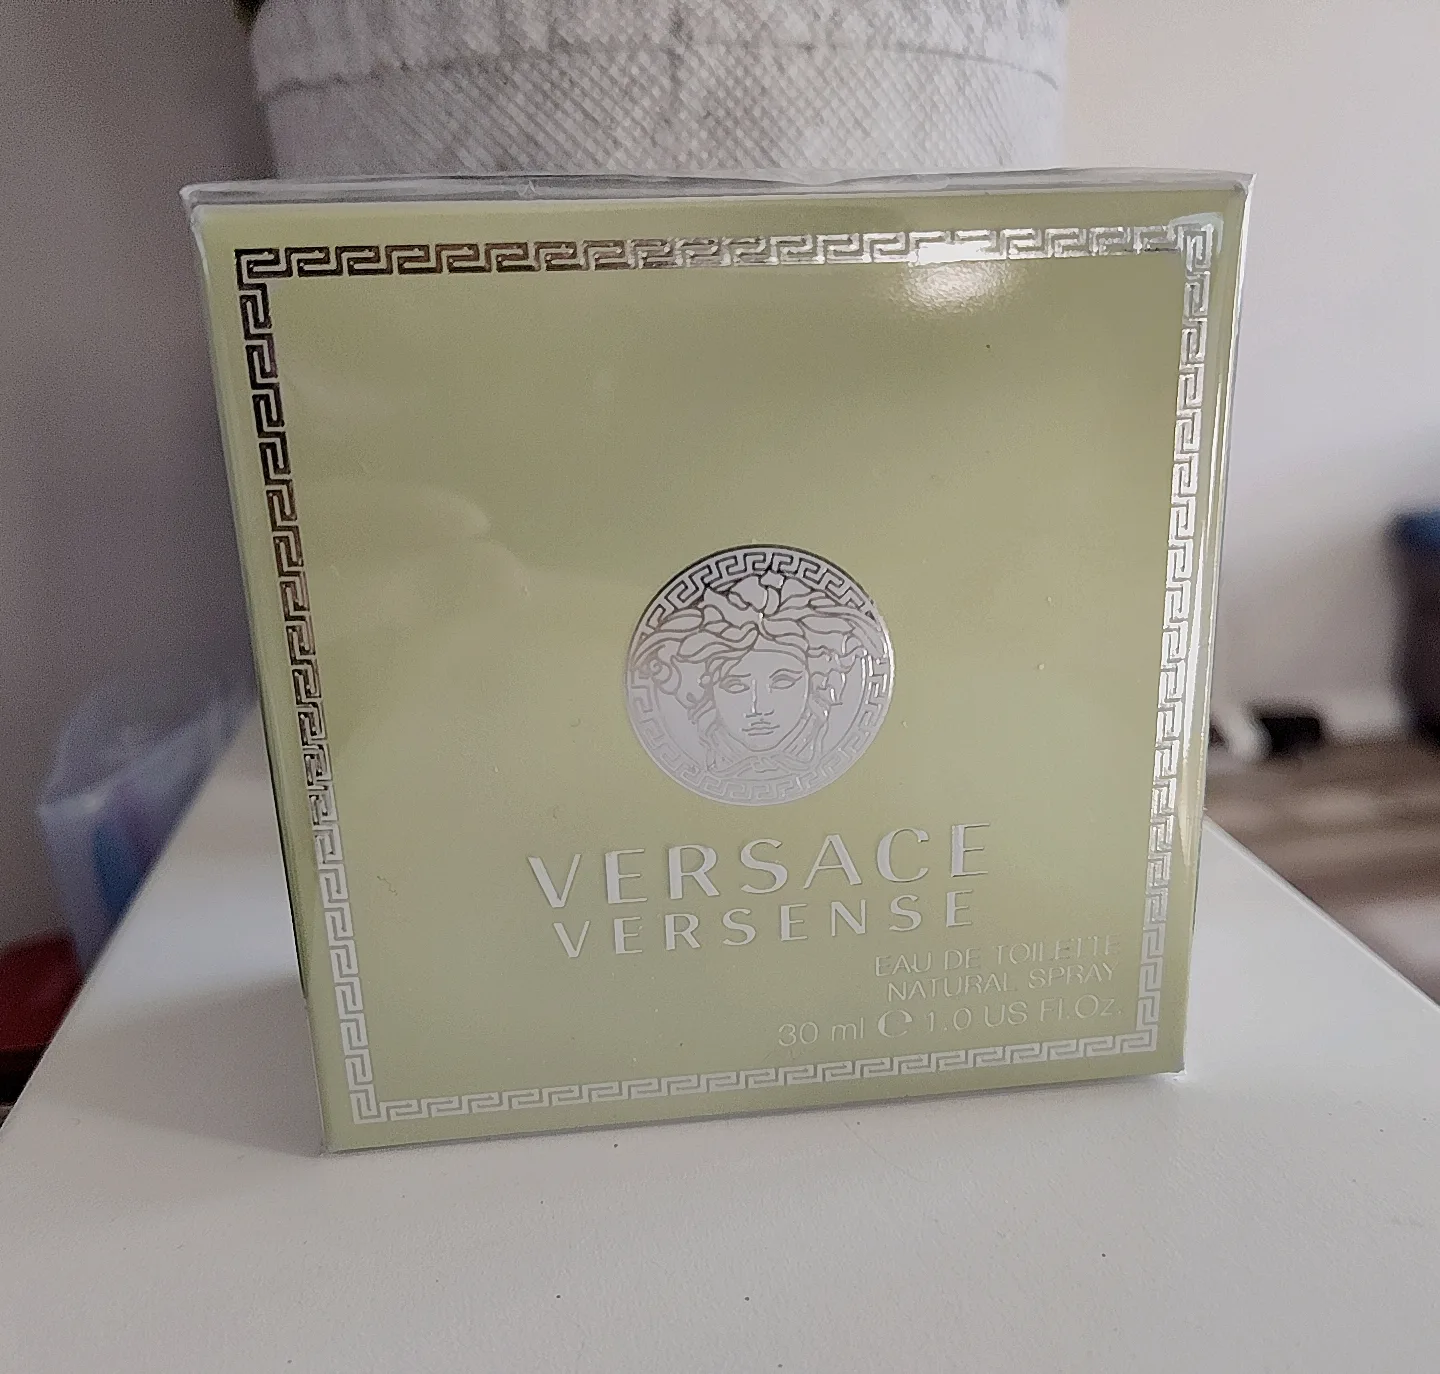 VERSACE
VERSENSE
EAU DE TOILETTE
NATURAL SPRAY
30 ml ℮ 1.0 US Fl.Oz.